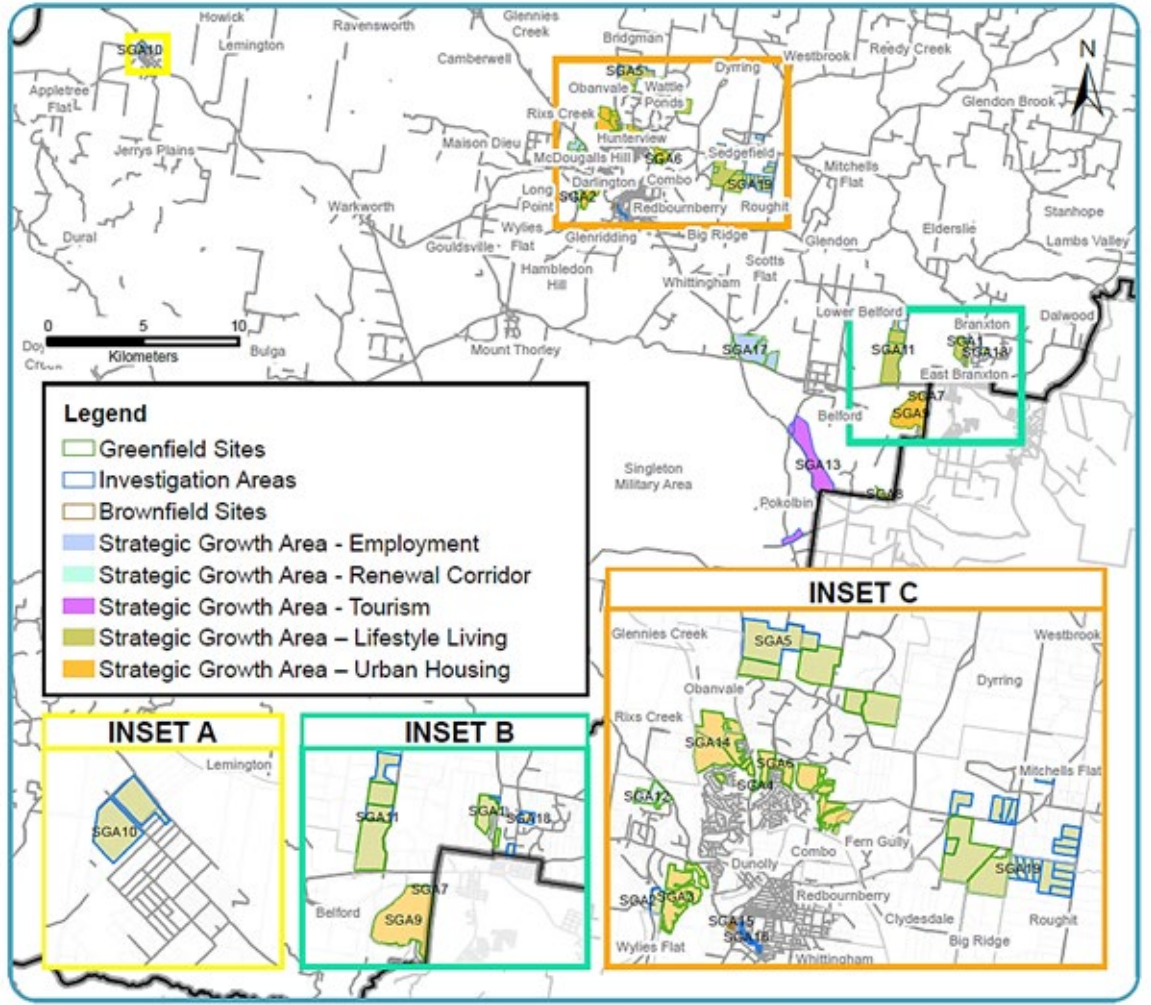 Howick
Ravensworth
Glennies
Creek
Bridgman
Lemington
SGA10
Camberwell
Westbrook
Reedy Creek
N
Dyrring
SGA5
Obanvale
Wattle
Ponds
Appletree
Flat
Glendon Brook
Rixs Creek
Maison Dieu
Hunterview
Jerrys Plains
McDougalls Hill
SGA6
Sedgefield
Mitchells
Flat
Darlington
Combo
SGA19
SGA2
Long
Point
Redbournberry
Roughit
Warkworth
Stanhope
Wylies
Flat
Glenridding
Big Ridge
Elderslie
Dural
Gouldsville
Glendon
Lambs Valley
Hambledon
Hill
Scotts
Flat
Whittingham
Lower Belford
Branxton
Dalwood
0 5 10
Kilometers
Bulga
Mount Thorley
SGA17
SGA11
SGA1
SGA18
East Branxton
SGA7
SGA9
Belford
SGA13
Singleton
Military Area
SGA8
Pokolbin
Legend
Greenfield Sites
Investigation Areas
Brownfield Sites
Strategic Growth Area - Employment
Strategic Growth Area - Renewal Corridor
Strategic Growth Area - Tourism
Strategic Growth Area – Lifestyle Living
Strategic Growth Area – Urban Housing
INSET A
Lemington
SGA10
INSET B
SGA11
SGA1
SGA18
SGA7
Belford
SGA9
INSET C
Glennies Creek
SGA5
Westbrook
Dyrring
Obanvale
Rixs Creek
SGA14
SGA6
SGA4
Mitchells Flat
SGA12
Fern Gully
Combo
Dunolly
SGA19
SGA2
SGA3
Redbournberry
Clydesdale
Roughit
SGA15
SGA16
Big Ridge
Wylies Flat
Whittingham